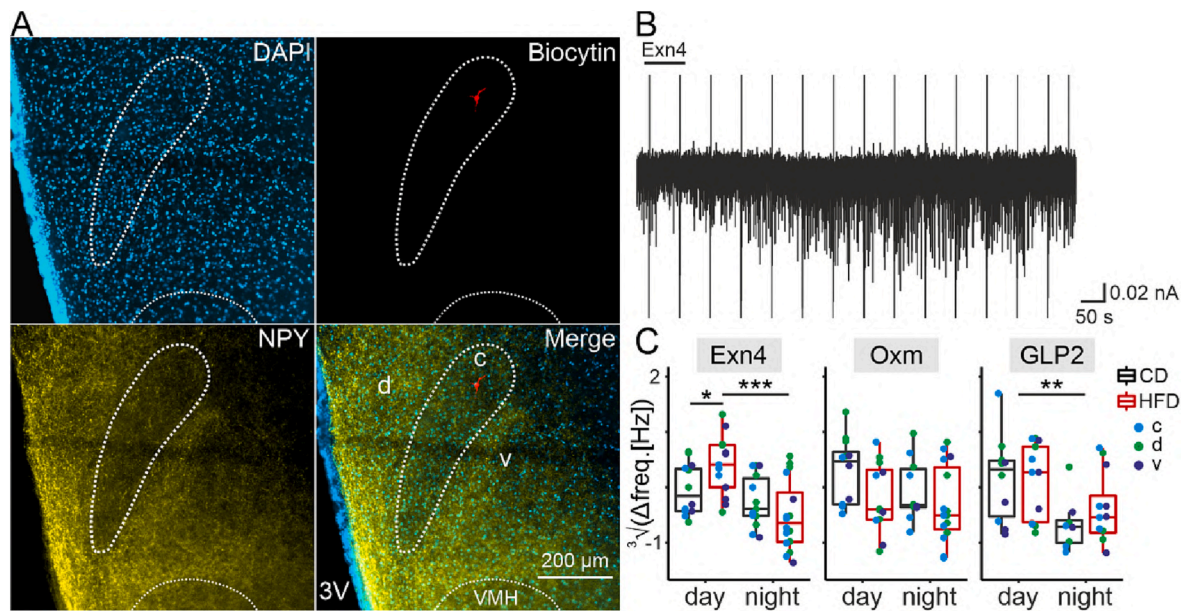 A
DAPI
Biocytin
NPY
Merge
c
d
v
3V
VMH
200 µm
B
Exn4
0.02 nA
50 s
C
Exn4
Oxm
GLP2
CD
HFD
c
d
v
2
-1
³√(Δfreq.[Hz])
* ***
**
day night
day night
day night